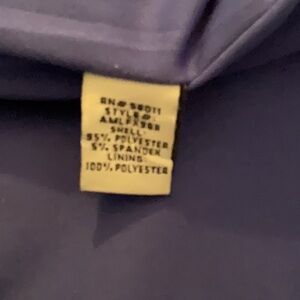 STYLE#:
SHELL:
95% POLYESTER
5% SPANDEX
LINING:
100% POLYESTER